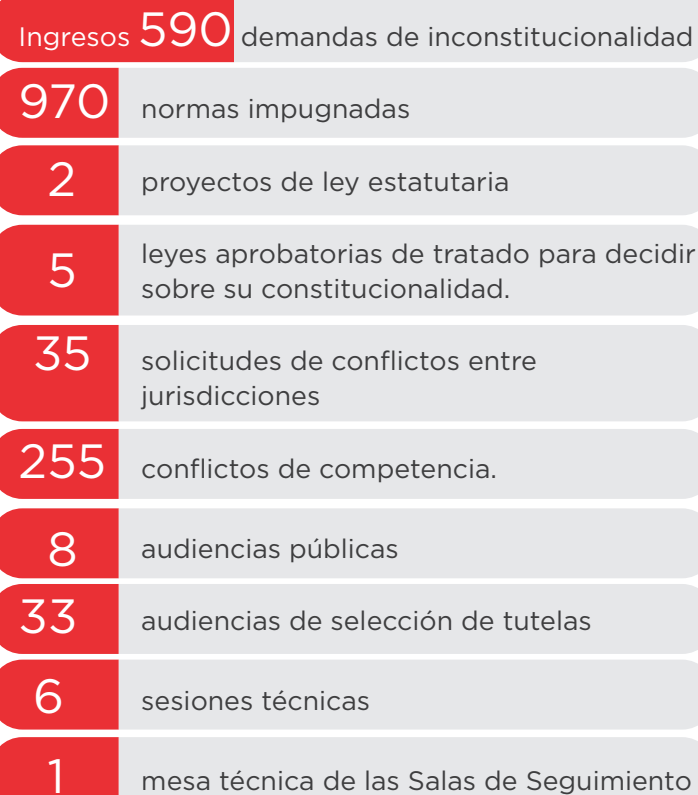 Ingresos 590 demandas de inconstitucionalidad
970 normas impugnadas
2 proyectos de ley estatutaria
5 leyes aprobatorias de tratado para decidir
sobre su constitucionalidad.
35 solicitudes de conflictos entre
jurisdicciones
255 conflictos de competencia.
8 audiencias públicas
33 audiencias de selección de tutelas
6 sesiones técnicas
1 mesa técnica de las Salas de Seguimiento